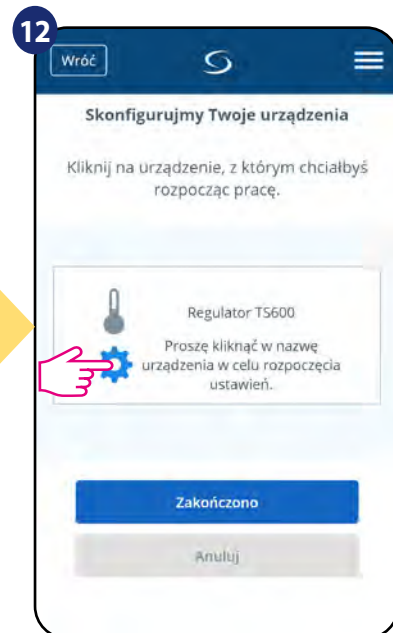 12
Wróć
Skonfigurujmy Twoje urządzenia
Kliknij na urządzenie, z którym chciałbyś
rozpocząc pracę.
Regulator TS600
Proszę kliknąć w nazwę
urządzenia w celu rozpoczęcia
ustawień.
Zakończono
Anuluj